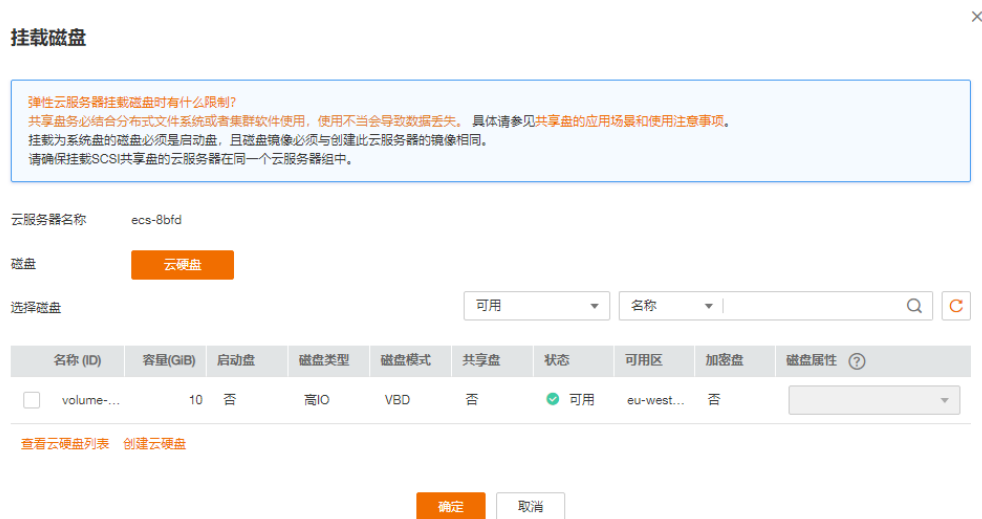 挂载磁盘
弹性云服务器挂载磁盘时有什么限制?
共享盘务必结合分布式文件系统或者集群软件使用，使用不当会导致数据丢失。 具体请参见共享盘的应用场景和使用注意事项。
挂载为系统盘的磁盘必须是启动盘，且磁盘镜像必须与创建此云服务器的镜像相同。
请确保挂载SCSI共享盘的云服务器在同一个云服务器组中。
云服务器名称 ecs-8bfd
磁盘 云硬盘
选择磁盘 可用 名称
名称 (ID) 容量(GiB) 启动盘 磁盘类型 磁盘模式 共享盘 状态 可用区 加密盘 磁盘属性 ?
volume-... 10 否 高IO VBD 否 可用 eu-west... 否
查看云硬盘列表 创建云硬盘
确定 取消